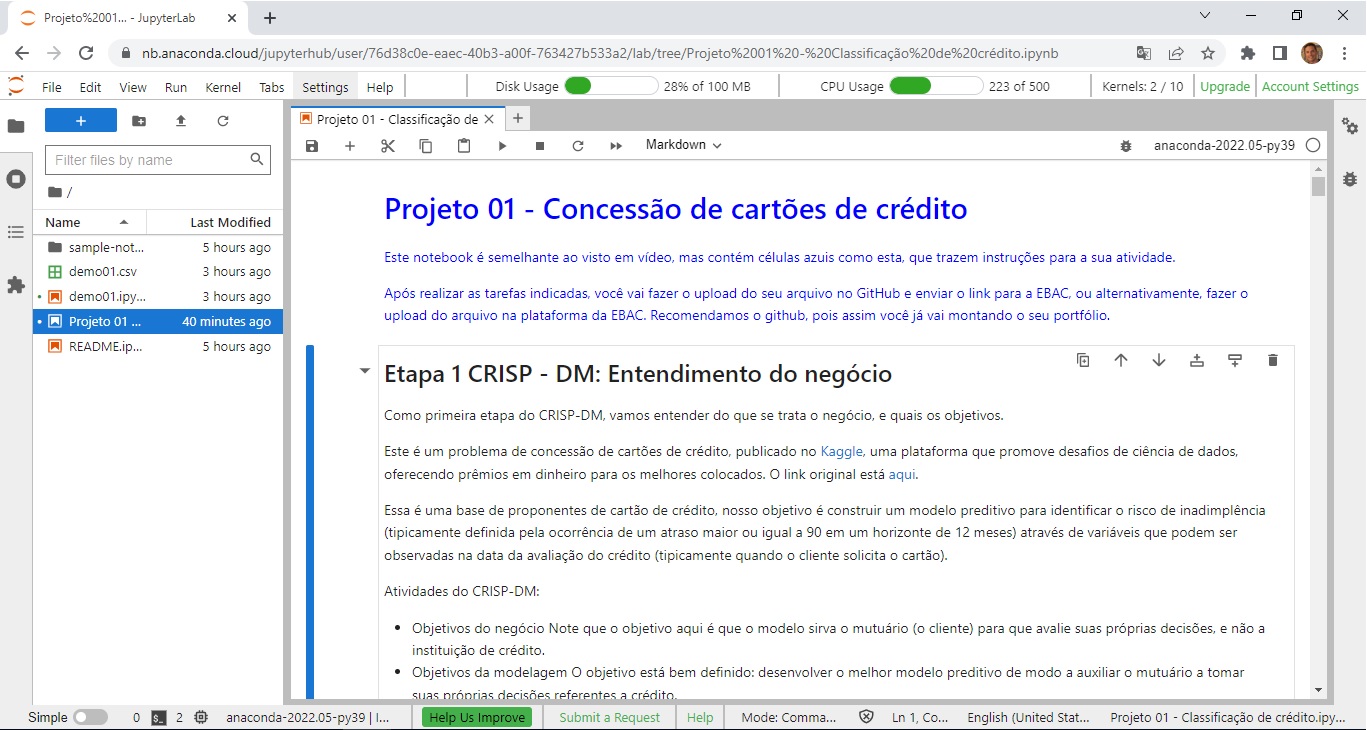 Projeto%2001... - JupyterLab
nb.anaconda.cloud/jupyterhub/user/76d38c0e-eaec-40b3-a00f-763427b533a2/lab/tree/Projeto%2001%20-%20Classificação%20de%20crédito.ipynb
File Edit View Run Kernel Tabs Settings Help Disk Usage 28% of 100 MB CPU Usage 223 of 500 Kernels: 2 / 10 Upgrade Account Settings
Projeto 01 - Classificação de
Markdown anaconda-2022.05-py39
Filter files by name
/
Name Last Modified
sample-not... 5 hours ago
demo01.csv 3 hours ago
demo01.ipy... 3 hours ago
Projeto 01 ... 40 minutes ago
README.ip... 5 hours ago
Projeto 01 - Concessão de cartões de crédito
Este notebook é semelhante ao visto em vídeo, mas contém células azuis como esta, que trazem instruções para a sua atividade.
Após realizar as tarefas indicadas, você vai fazer o upload do seu arquivo no GitHub e enviar o link para a EBAC, ou alternativamente, fazer o
upload do arquivo na plataforma da EBAC. Recomendamos o github, pois assim você já vai montando o seu portfólio.
Etapa 1 CRISP - DM: Entendimento do negócio
Como primeira etapa do CRISP-DM, vamos entender do que se trata o negócio, e quais os objetivos.
Este é um problema de concessão de cartões de crédito, publicado no Kaggle, uma plataforma que promove desafios de ciência de dados,
oferecendo prêmios em dinheiro para os melhores colocados. O link original está aqui.
Essa é uma base de proponentes de cartão de crédito, nosso objetivo é construir um modelo preditivo para identificar o risco de inadimplência
(tipicamente definida pela ocorrência de um atraso maior ou igual a 90 em um horizonte de 12 meses) através de variáveis que podem ser
observadas na data da avaliação do crédito (tipicamente quando o cliente solicita o cartão).
Atividades do CRISP-DM:
• Objetivos do negócio Note que o objetivo aqui é que o modelo sirva o mutuário (o cliente) para que avalie suas próprias decisões, e não a
instituição de crédito.
• Objetivos da modelagem O objetivo está bem definido: desenvolver o melhor modelo preditivo de modo a auxiliar o mutuário a tomar
suas próprias decisões referentes a crédito.
Simple 0 $_ 2 anaconda-2022.05-py39 | I... Help Us Improve Submit a Request Help Mode: Comma... Ln 1, Co... English (United Stat... Projeto 01 - Classificação de crédito.ipy...